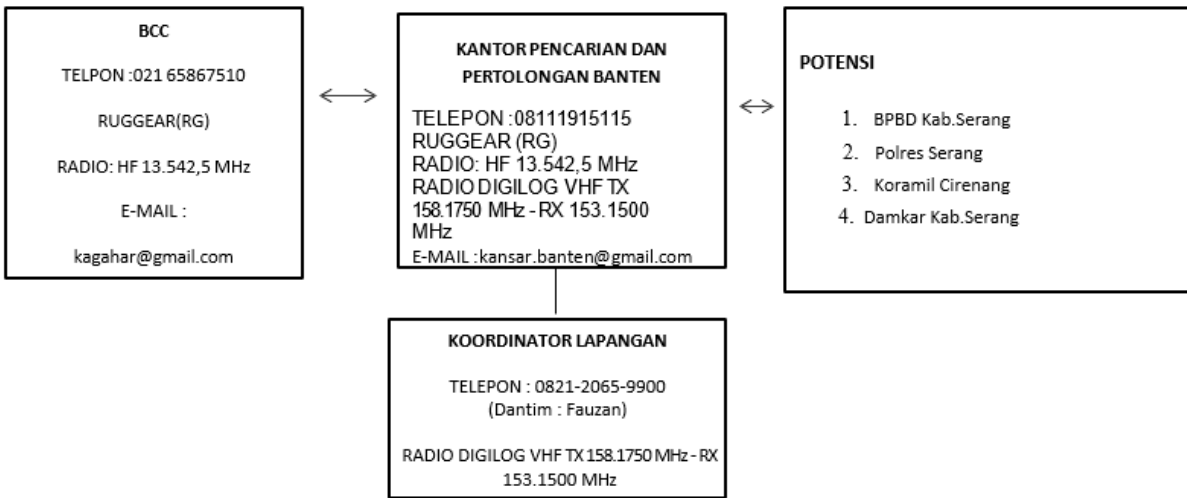 BCC
TELPON :021 65867510
RUGGEAR(RG)
RADIO: HF 13.542,5 MHz
E-MAIL :
kagahar@gmail.com
KANTOR PENCARIAN DAN
PERTOLONGAN BANTEN
TELEPON :08111915115
RUGGEAR (RG)
RADIO: HF 13.542,5 MHz
RADIO DIGILOG VHF TX
158.1750 MHz - RX 153.1500
MHz
E-MAIL :kansar.banten@gmail.com
POTENSI
1. BPBD Kab.Serang
2. Polres Serang
3. Koramil Cirenang
4. Damkar Kab.Serang
KOORDINATOR LAPANGAN
TELEPON : 0821-2065-9900
(Dantim : Fauzan)
RADIO DIGILOG VHF TX 158.1750 MHz - RX
153.1500 MHz